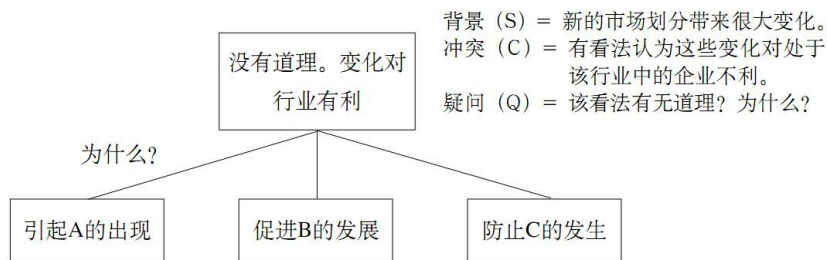 背景（S）= 新的市场划分带来很大变化。
冲突（C）= 有看法认为这些变化对处于
该行业中的企业不利。
疑问（Q）= 该看法有无道理？为什么？
没有道理。变化对
行业有利
为什么？
引起A的出现
促进B的发展
防止C的发生